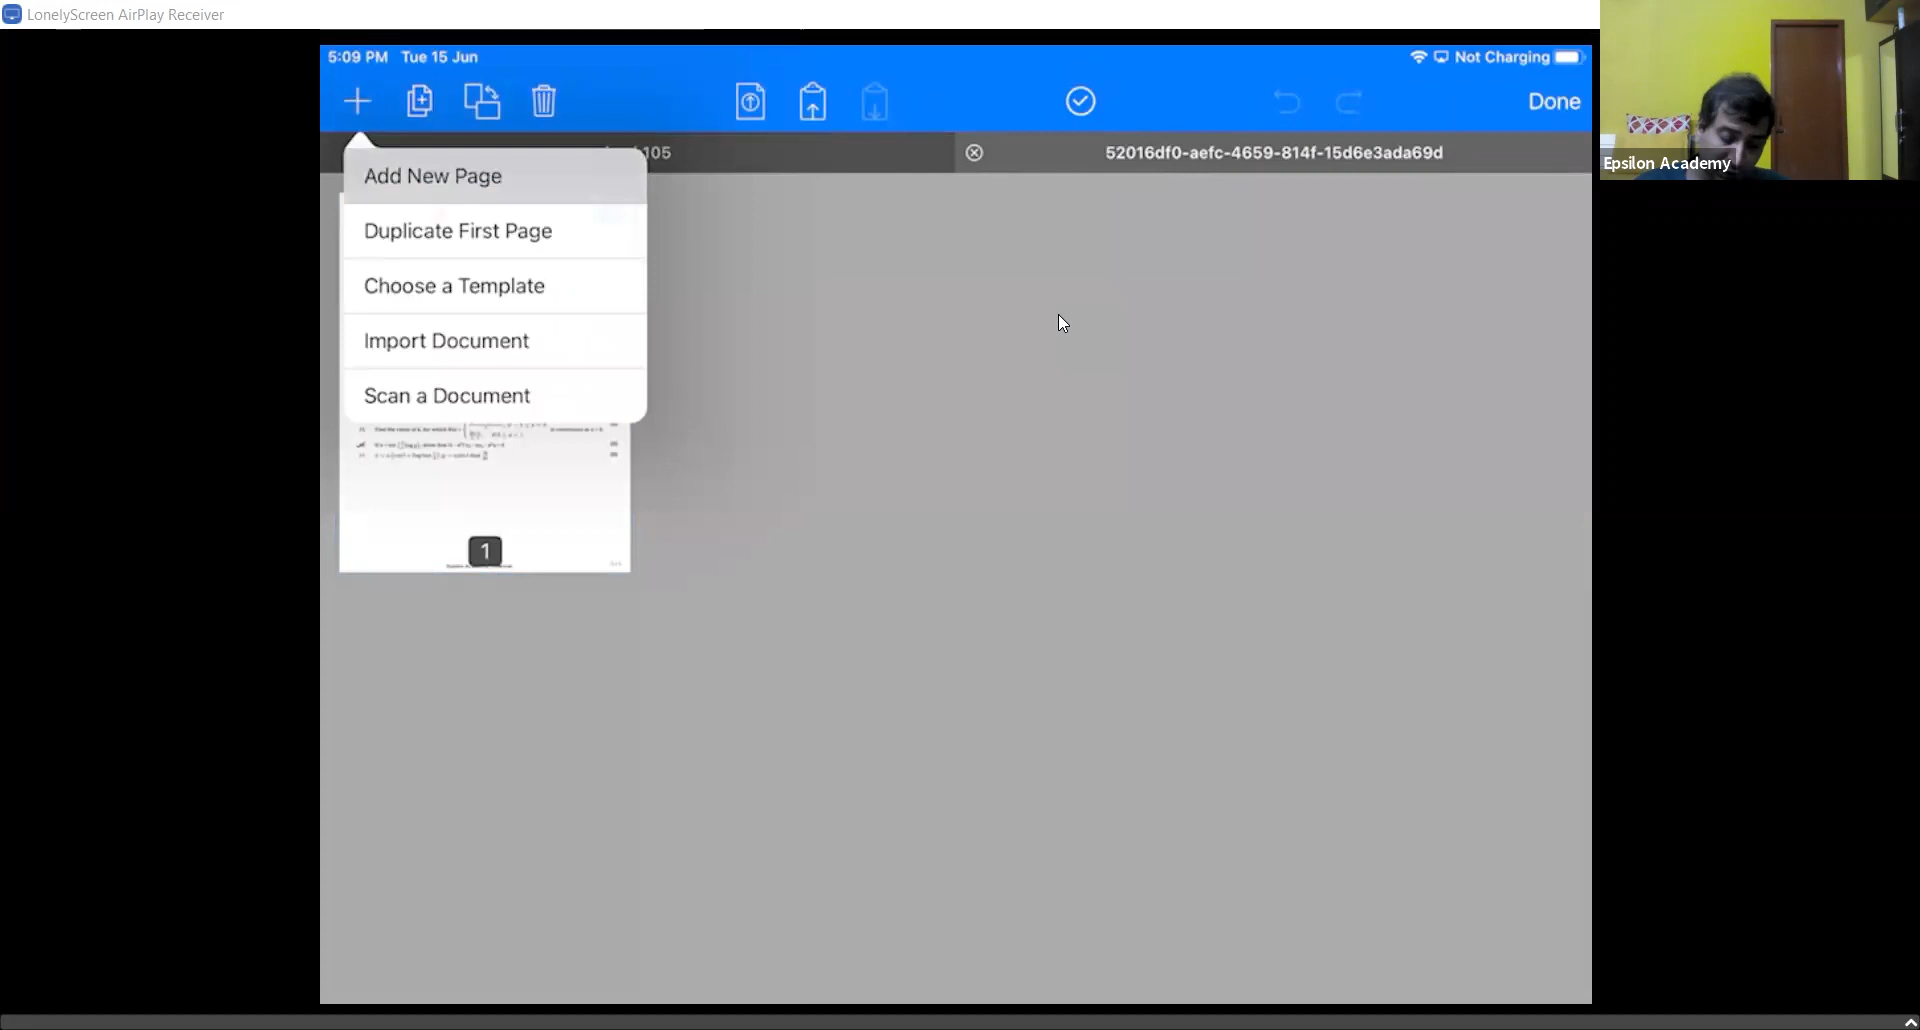 LonelyScreen AirPlay Receiver
5:09 PM Tue 15 Jun
Not Charging
Done
105
52016df0-aefc-4659-814f-15d6e3ada69d
Epsilon Academy
Add New Page
Duplicate First Page
Choose a Template
Import Document
Scan a Document
1